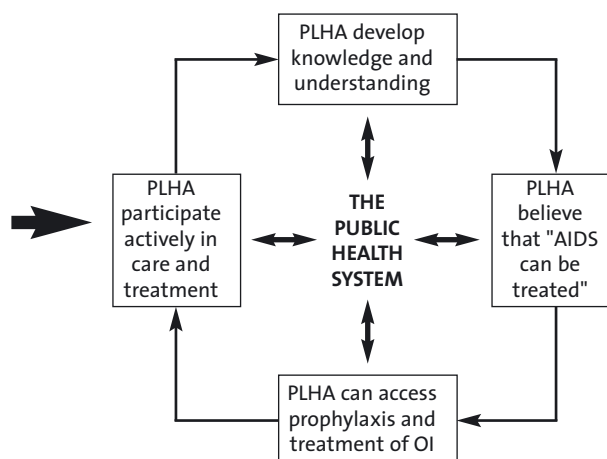 PLHA develop
knowledge and
understanding
PLHA
participate
actively in
care and
treatment
THE
PUBLIC
HEALTH
SYSTEM
PLHA
believe
that "AIDS
can be
treated"
PLHA can access
prophylaxis and
treatment of OI